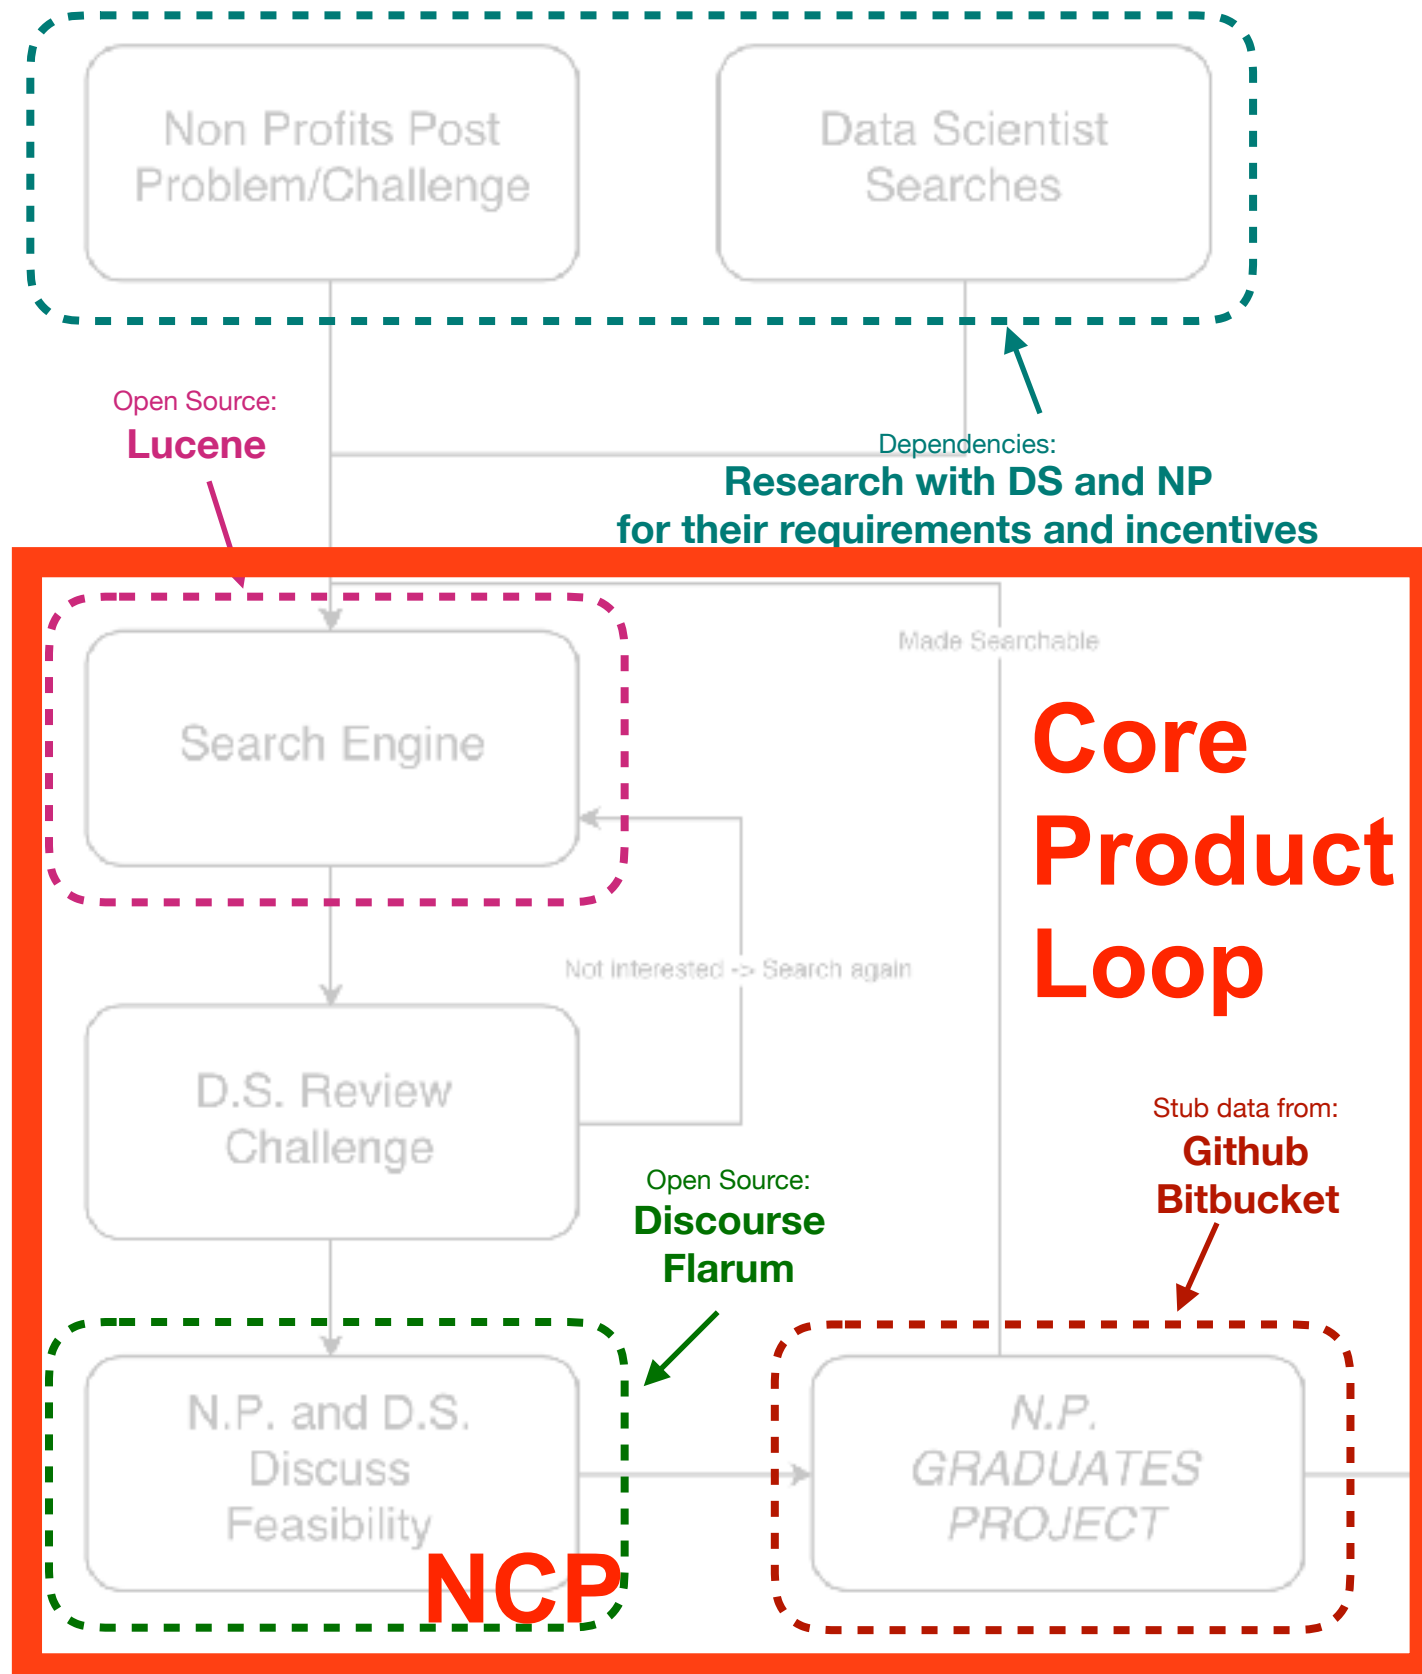 Non Profits Post
Problem/Challenge
Data Scientist
Searches
Open Source:
Lucene
Dependencies:
Research with DS and NP
for their requirements and incentives
Made Searchable
Search Engine
Core
Product
Loop
Not interested -> Search again
D.S. Review
Challenge
Stub data from:
Github
Bitbucket
Open Source:
Discourse
Flarum
N.P. and D.S.
Discuss
Feasibility
NCP
N.P.
GRADUATES
PROJECT